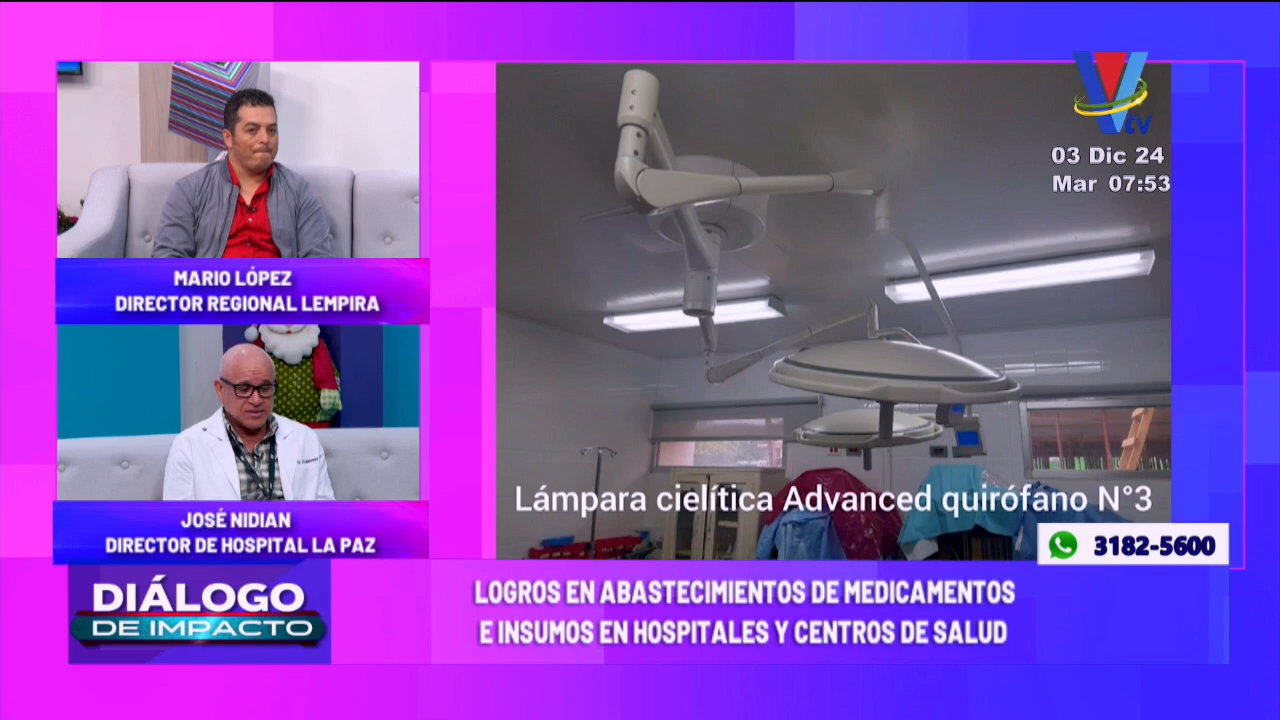 Vtv
03 Dic 24
Mar 07:53
MARIO LÓPEZ
DIRECTOR REGIONAL LEMPIRA
JOSÉ NIDIAN
DIRECTOR DE HOSPITAL LA PAZ
Lámpara cielítica Advanced quirófano N°3
3182-5600
DIÁLOGO
DE IMPACTO
LOGROS EN ABASTECIMIENTOS DE MEDICAMENTOS
E INSUMOS EN HOSPITALES Y CENTROS DE SALUD